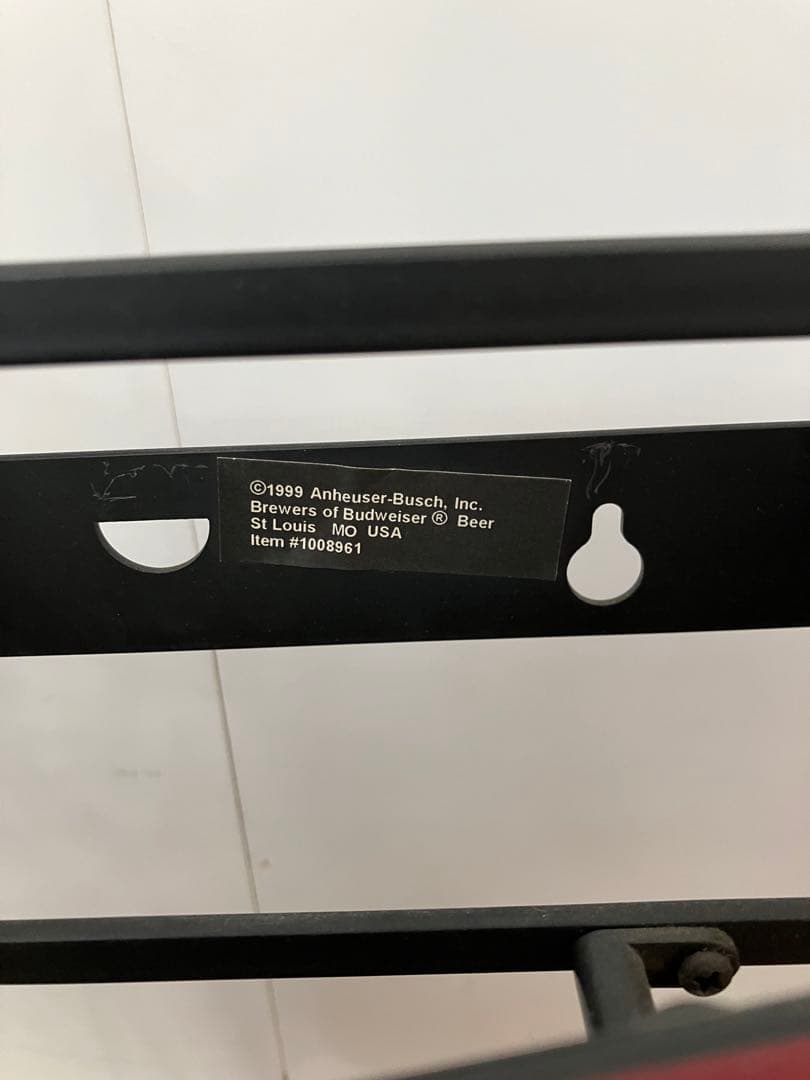 ©1999 Anheuser-Busch, Inc.
Brewers of Budweiser ® Beer
St Louis MO USA
Item #1008961